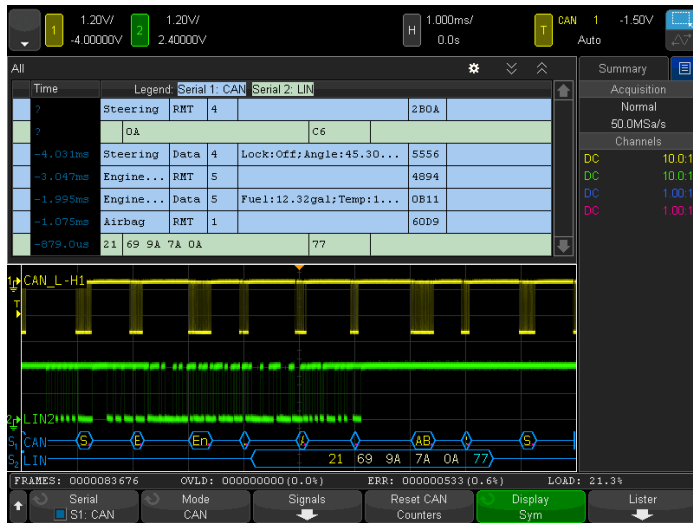 1 1.20V/ -4.00000V 2 1.20V/ 2.40000V H 1.000ms/ 0.0s T CAN 1 -1.50V Auto
All
Summary
Time Legend: Serial 1: CAN Serial 2: LIN
? Steering RMT 4 2B0A
? 0A C6
-4.031ms Steering Data 4 Lock:Off;Angle:45.30... 5556
-3.047ms Engine... RMT 5 4894
-1.995ms Engine... Data 5 Fuel:12.32gal;Temp:1... 0B11
-1.075ms Airbag RMT 1 60D9
-879.0us 21 69 9A 7A 0A 77
Acquisition
Normal
50.0MSa/s
Channels
DC 10.0:1
DC 10.0:1
DC 1.00:1
DC 1.00:1
1 CAN_L-H1
T
2 LIN2
S1 CAN S E En AB S
S2 LIN 21 69 9A 7A 0A 77
FRAMES: 0000083676 OVLD: 000000000(0.0%) ERR: 000000533(0.6%) LOAD: 21.3%
Serial
S1: CAN
Mode
CAN
Signals
Reset CAN
Counters
Display
Sym
Lister